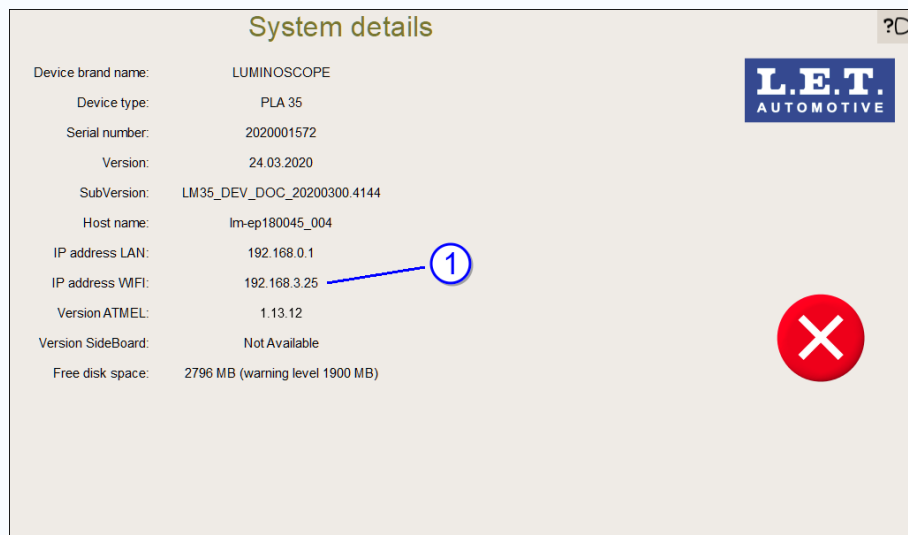 System details
?
Device brand name: LUMINOSCOPE
Device type: PLA 35
Serial number: 2020001572
Version: 24.03.2020
SubVersion: LM35_DEV_DOC_20200300.4144
Host name: lm-ep180045_004
IP address LAN: 192.168.0.1
IP address WIFI: 192.168.3.25
Version ATMEL: 1.13.12
Version SideBoard: Not Available
Free disk space: 2796 MB (warning level 1900 MB)
L.E.T.
AUTOMOTIVE
1